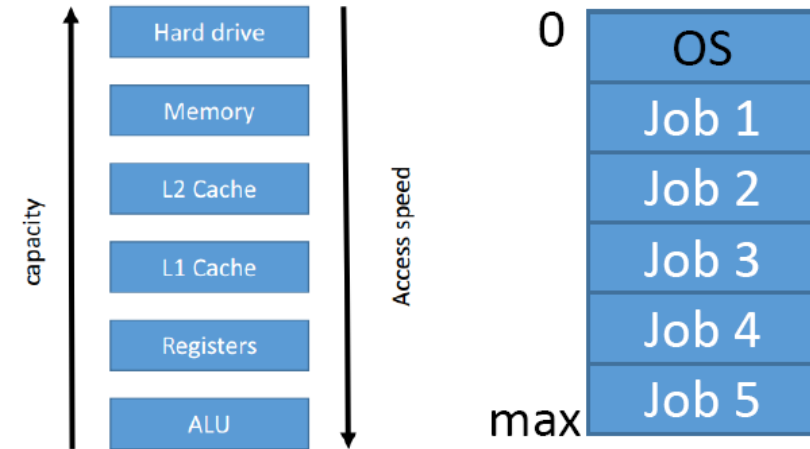 Hard drive
Memory
L2 Cache
L1 Cache
Registers
ALU
capacity
Access speed
0
OS
Job 1
Job 2
Job 3
Job 4
Job 5
max